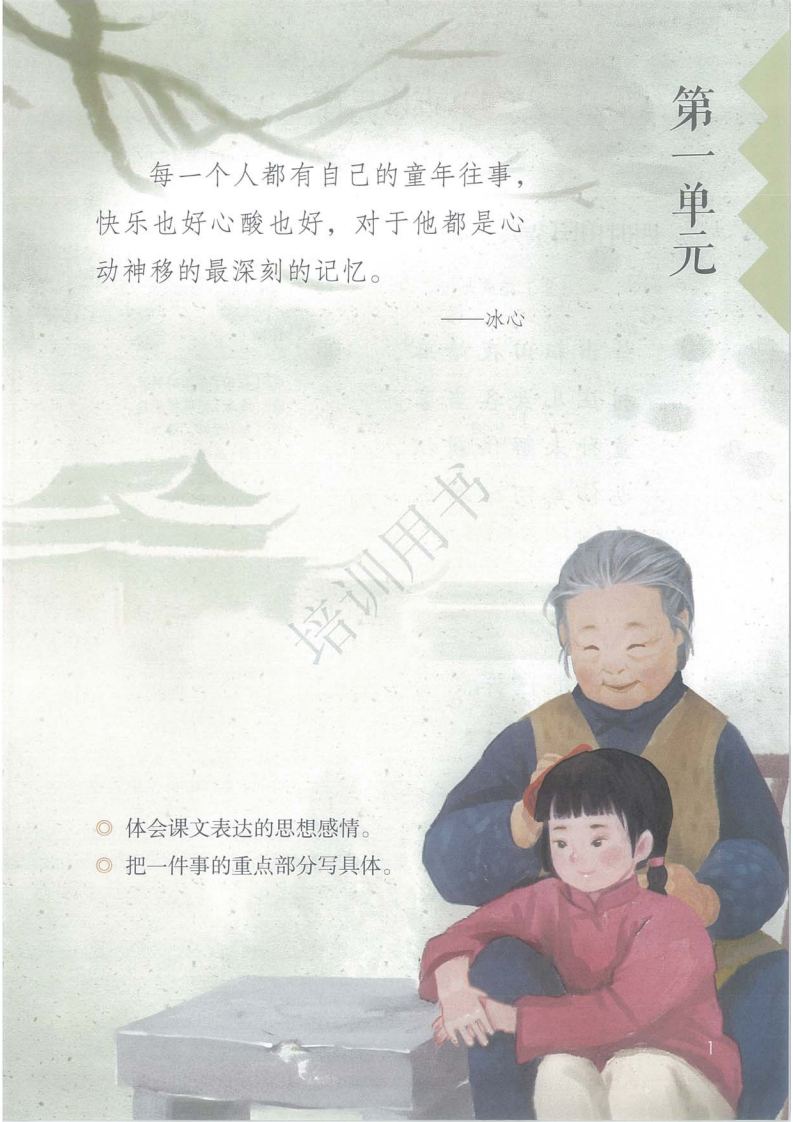 第一单元
每一个人都有自己的童年往事，
快乐也好心酸也好，对于他都是心
动神移的最深刻的记忆。
——冰心
培训用书
◎ 体会课文表达的思想感情。
◎ 把一件事的重点部分写具体。
1